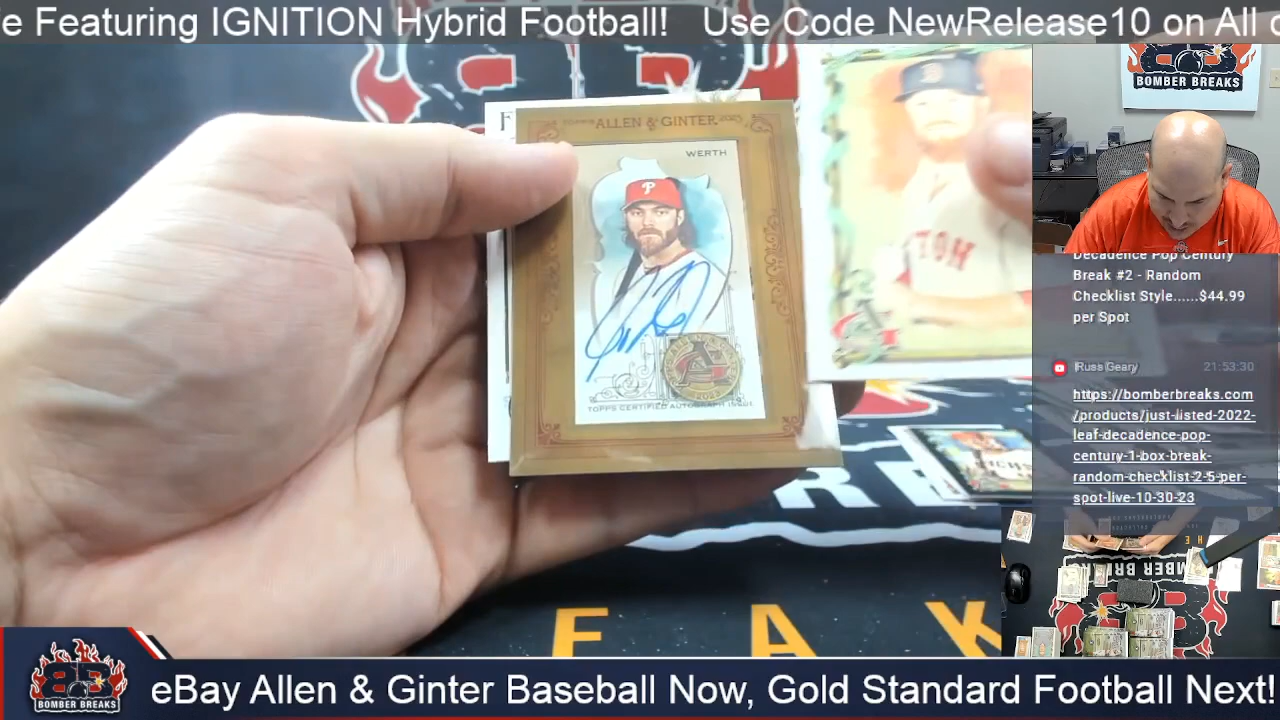 e Featuring IGNITION Hybrid Football!   Use Code NewRelease10 on All
BOMBER BREAKS
F
ALLEN & GINTER
WERTH
P
B
TOPPS CERTIFIED AUTOGRAPH ISSUE
2023
Decadence Pop Century
Break #2 - Random
Checklist Style......$44.99
per Spot
Russ Geary 21:53:30
https://bomberbreaks.com
/products/just-listed-2022-
leaf-decadence-pop-
century-1-box-break-
random-checklist-2-5-per-
spot-live-10-30-23
F A K
BOMBER BREAKS
eBay Allen & Ginter Baseball Now, Gold Standard Football Next!